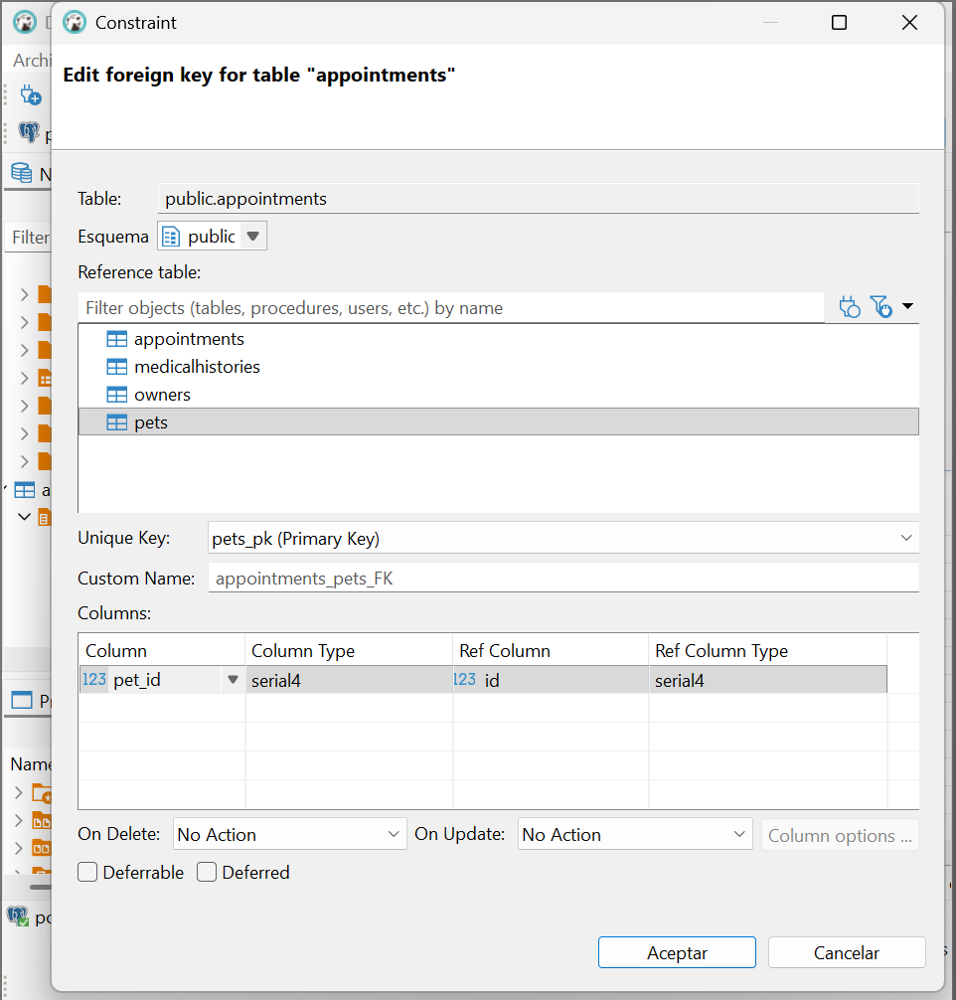 Constraint
Archi
Edit foreign key for table "appointments"
N
Table: public.appointments
Esquema public
Filter
Reference table:
Filter objects (tables, procedures, users, etc.) by name
appointments
medicalhistories
owners
pets
a
Unique Key: pets_pk (Primary Key)
Custom Name: appointments_pets_FK
Columns:
Column Column Type Ref Column Ref Column Type
123 pet_id serial4 123 id serial4
Name
On Delete: No Action On Update: No Action Column options ...
Deferrable Deferred
po
Aceptar Cancelar